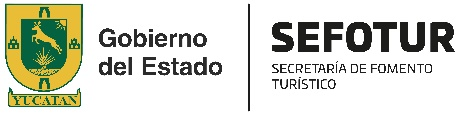 YUCATAN
Gobierno
del Estado
SEFOTUR
SECRETARÍA DE FOMENTO
TURÍSTICO